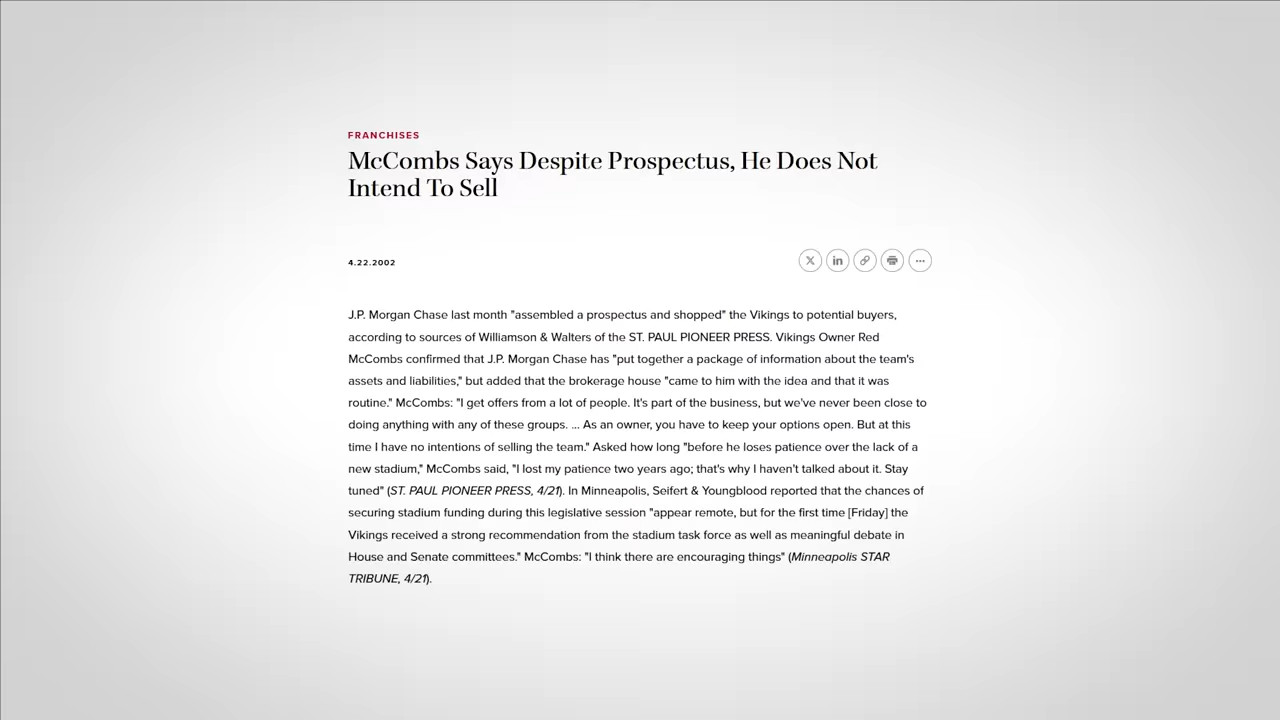 FRANCHISES
McCombs Says Despite Prospectus, He Does Not
Intend To Sell
4.22.2002
J.P. Morgan Chase last month "assembled a prospectus and shopped" the Vikings to potential buyers,
according to sources of Williamson & Walters of the ST. PAUL PIONEER PRESS. Vikings Owner Red
McCombs confirmed that J.P. Morgan Chase has "put together a package of information about the team's
assets and liabilities," but added that the brokerage house "came to him with the idea and that it was
routine." McCombs: "I get offers from a lot of people. It's part of the business, but we've never been close to
doing anything with any of these groups. ... As an owner, you have to keep your options open. But at this
time I have no intentions of selling the team." Asked how long "before he loses patience over the lack of a
new stadium," McCombs said, "I lost my patience two years ago; that's why I haven't talked about it. Stay
tuned" (ST. PAUL PIONEER PRESS, 4/21). In Minneapolis, Seifert & Youngblood reported that the chances of
securing stadium funding during this legislative session "appear remote, but for the first time [Friday] the
Vikings received a strong recommendation from the stadium task force as well as meaningful debate in
House and Senate committees." McCombs: "I think there are encouraging things" (Minneapolis STAR
TRIBUNE, 4/21).